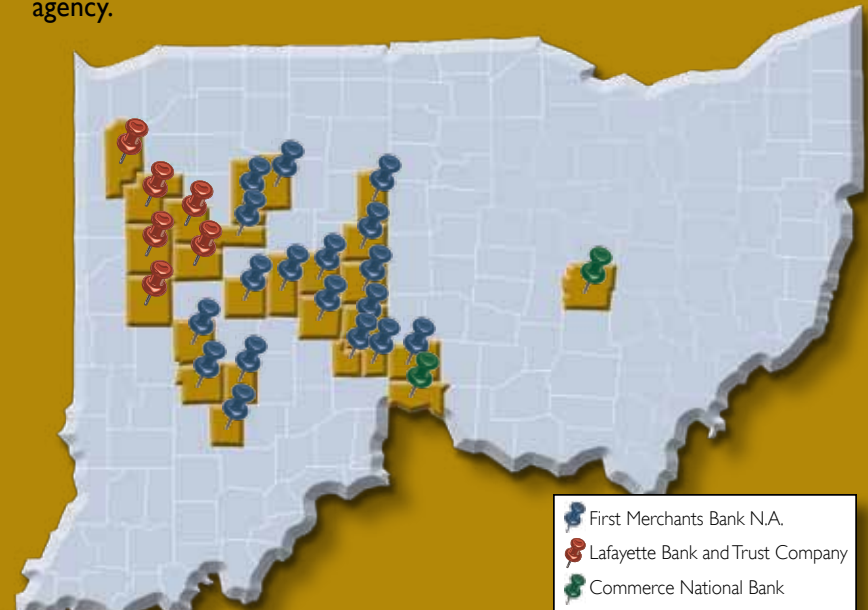 agency.
First Merchants Bank N.A.
Lafayette Bank and Trust Company
Commerce National Bank